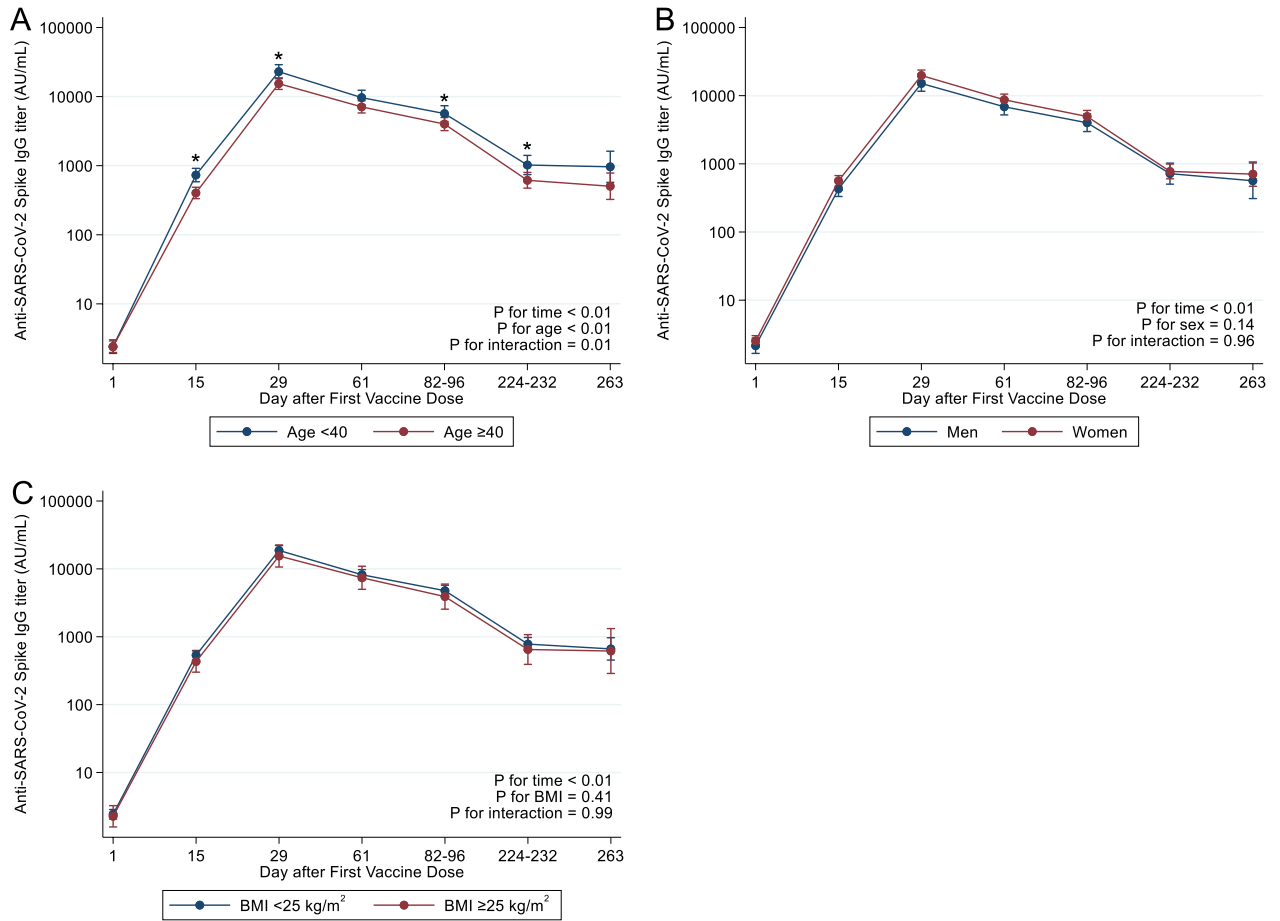 A
Anti-SARS-CoV-2 Spike IgG titer (AU/mL)
100000
10000
1000
100
10
*
*
*
*
P for time < 0.01
P for age < 0.01
P for interaction = 0.01
1 15 29 61 82-96 224-232 263
Day after First Vaccine Dose
Age <40 Age ≥40
B
Anti-SARS-CoV-2 Spike IgG titer (AU/mL)
100000
10000
1000
100
10
P for time < 0.01
P for sex = 0.14
P for interaction = 0.96
1 15 29 61 82-96 224-232 263
Day after First Vaccine Dose
Men Women
C
Anti-SARS-CoV-2 Spike IgG titer (AU/mL)
100000
10000
1000
100
10
P for time < 0.01
P for BMI = 0.41
P for interaction = 0.99
1 15 29 61 82-96 224-232 263
Day after First Vaccine Dose
BMI <25 kg/m² BMI ≥25 kg/m²